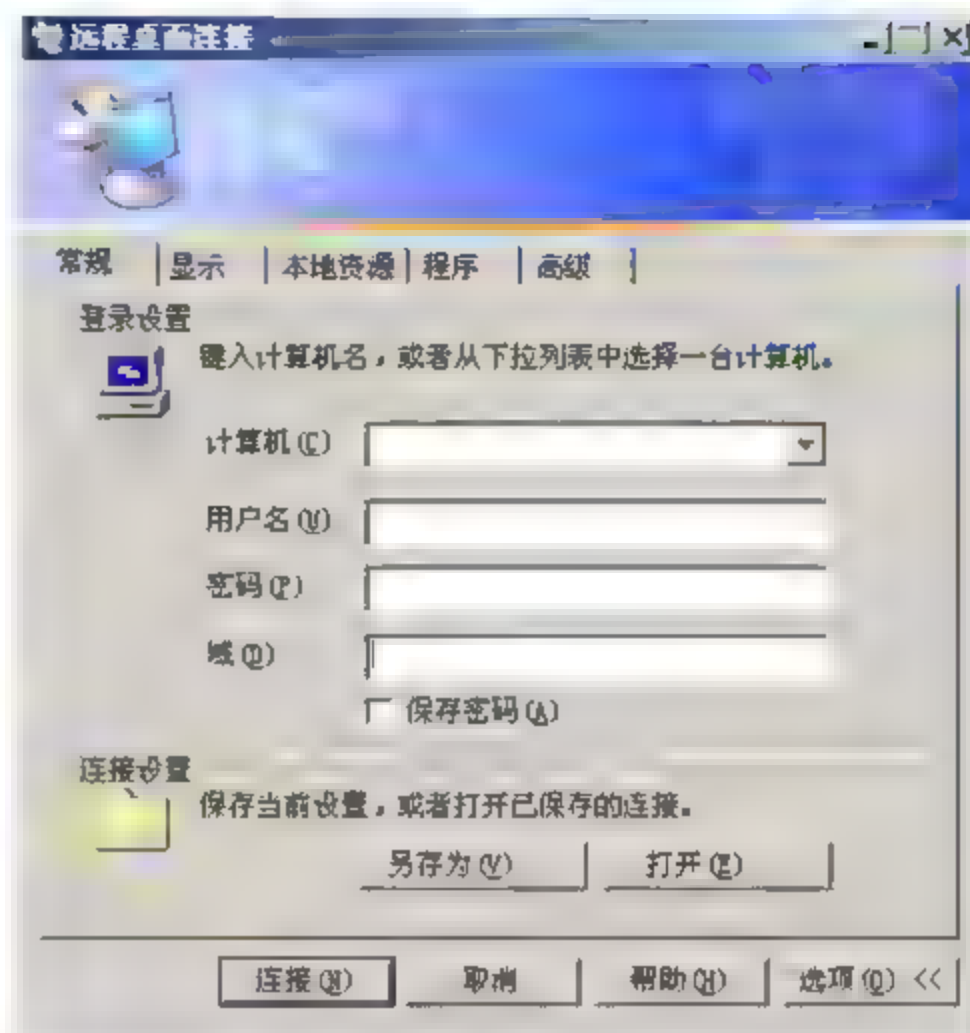 远程桌面连接
常规 显示 本地资源 程序 高级
登录设置
键入计算机名，或者从下拉列表中选择一台计算机。
计算机(C)
用户名(U)
密码(P)
域(D)
保存密码(A)
连接设置
保存当前设置，或者打开已保存的连接。
另存为(V) 打开(E)
连接(N) 取消 帮助(H) 选项(O) <<